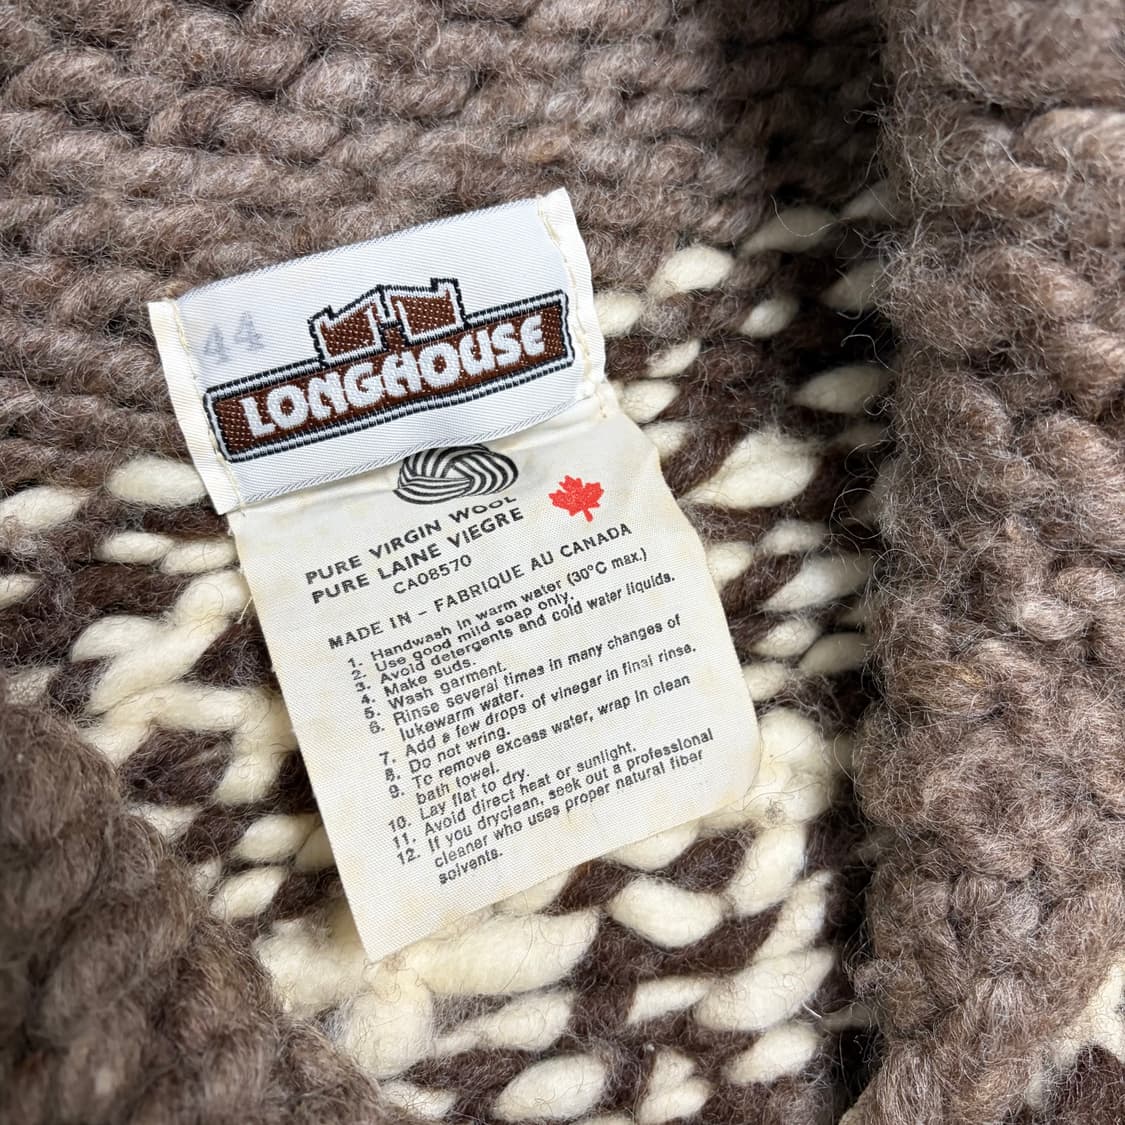 44
LONGHOUSE
PURE VIRGIN WOOL
PURE LAINE VIEGRE
CA08570
MADE IN - FABRIQUE AU CANADA
1. Handwash in warm water (30°C max.)
2. Use good mild soap only.
3. Avoid detergents and cold water liquids.
4. Make suds.
5. Wash garment.
6. Rinse several times in many changes of
lukewarm water.
7. Add a few drops of vinegar in final rinse.
8. Do not wring.
9. To remove excess water, wrap in clean
bath towel.
10. Lay flat to dry.
11. Avoid direct heat or sunlight.
12. If you dryclean, seek out a professional
cleaner who uses proper natural fiber
solvents.